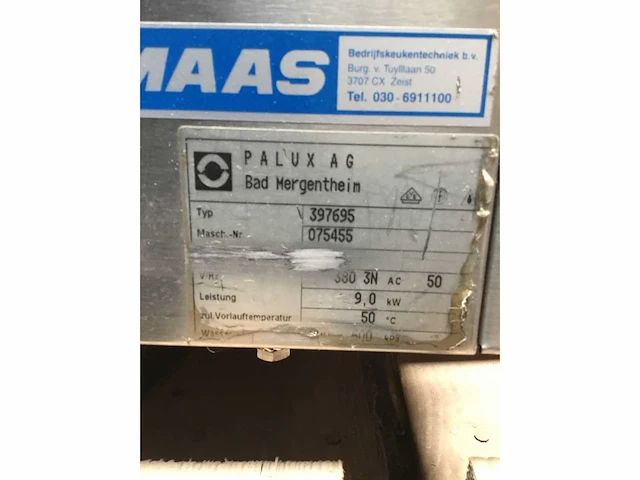 MAAS
Bedrijfskeukentechniek b.v.
Burg. v. Tuylllaan 50
3707 CX Zeist
Tel. 030-6911100
PALUX AG
Bad Mergentheim
Typ 397695
Masch.-Nr 075455
380 3N AC 50
Leistung 9,0 kW
zul.Vorlauftemperatur 50 °C
kPa